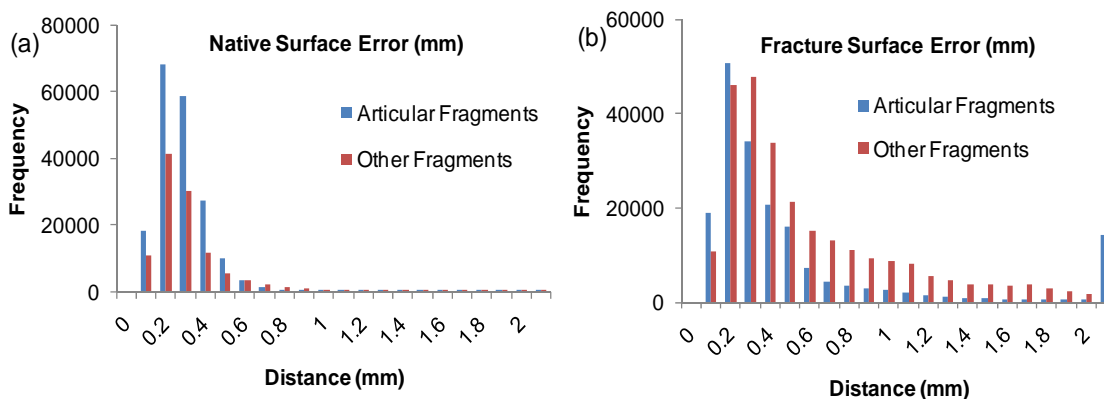 (a)
Native Surface Error (mm)
80000
60000
40000
20000
0
Frequency
Articular Fragments
Other Fragments
0
0.2
0.4
0.6
0.8
1
1.2
1.4
1.6
1.8
2
Distance (mm)
(b)
Fracture Surface Error (mm)
60000
40000
20000
0
Frequency
Articular Fragments
Other Fragments
0
0.2
0.4
0.6
0.8
1
1.2
1.4
1.6
1.8
2
Distance (mm)